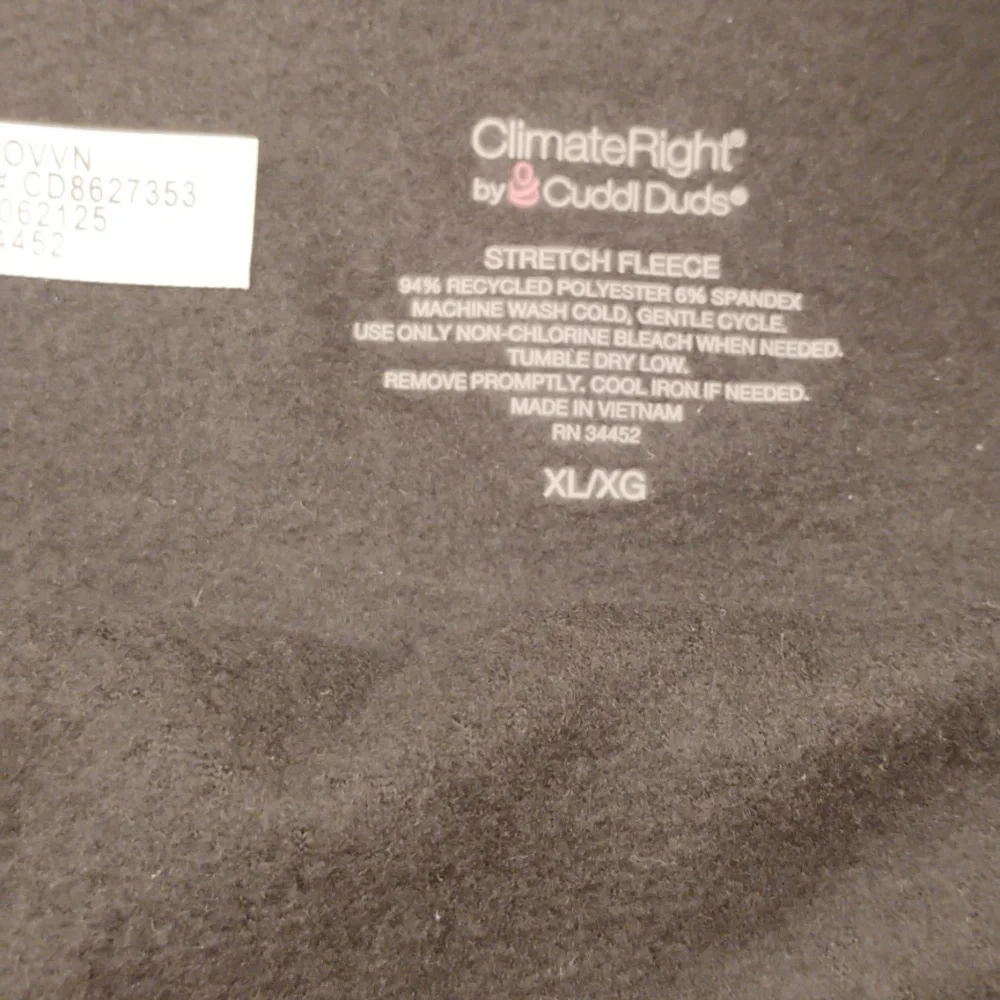 OVVN
# CD8627353
062125
4452
ClimateRight®
by Cuddl Duds®
STRETCH FLEECE
94% RECYCLED POLYESTER 6% SPANDEX
MACHINE WASH COLD, GENTLE CYCLE.
USE ONLY NON-CHLORINE BLEACH WHEN NEEDED.
TUMBLE DRY LOW.
REMOVE PROMPTLY. COOL IRON IF NEEDED.
MADE IN VIETNAM
RN 34452
XL/XG